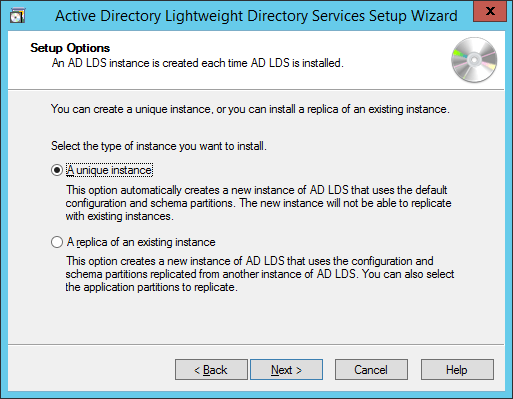 Active Directory Lightweight Directory Services Setup Wizard
Setup Options
An AD LDS instance is created each time AD LDS is installed.
You can create a unique instance, or you can install a replica of an existing instance.
Select the type of instance you want to install.
A unique instance
This option automatically creates a new instance of AD LDS that uses the default
configuration and schema partitions. The new instance will not be able to replicate
with existing instances.
A replica of an existing instance
This option creates a new instance of AD LDS that uses the configuration and
schema partitions replicated from another instance of AD LDS. You can also select
the application partitions to replicate.
< Back Next > Cancel Help